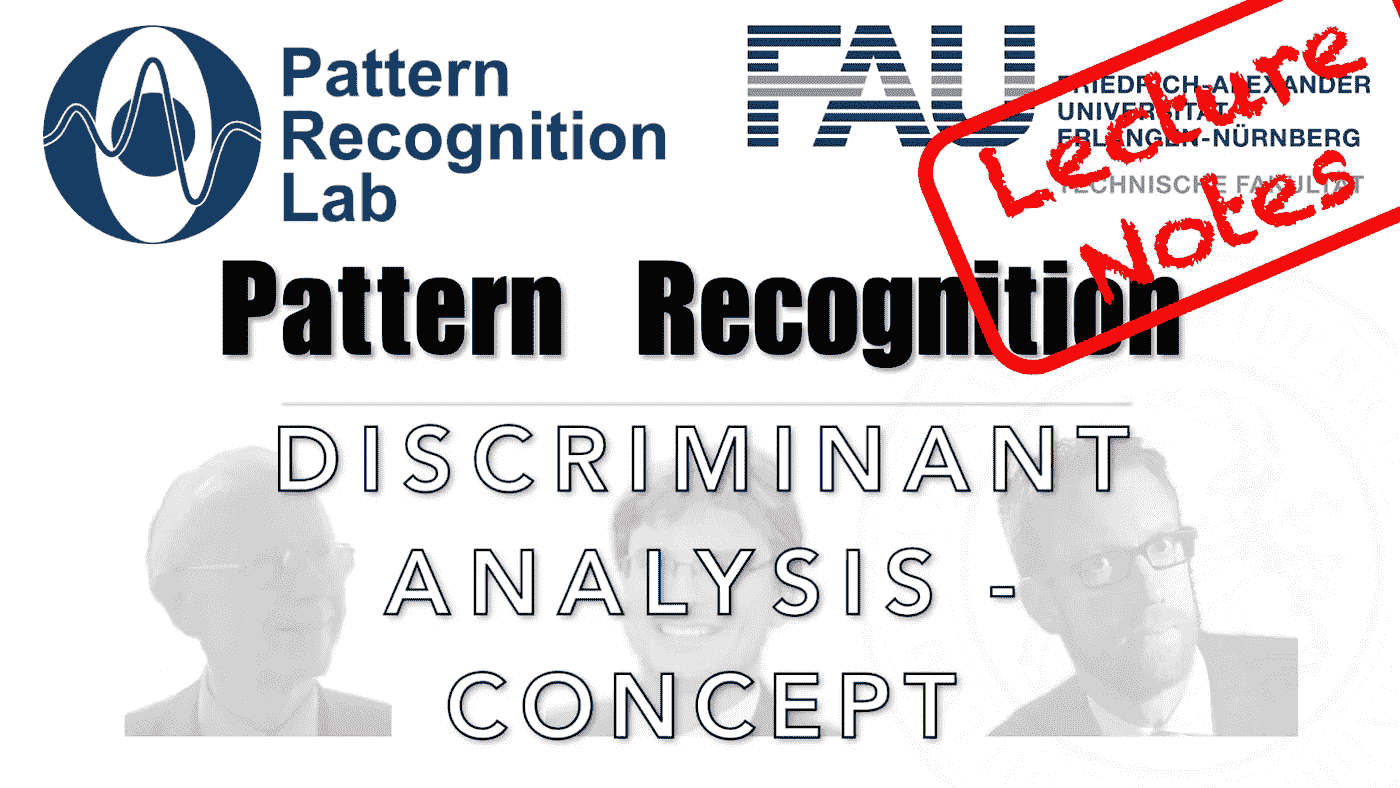 Pattern
Recognition
Lab
FAU
FRIEDRICH-ALEXANDER
UNIVERSITÄT
ERLANGEN-NÜRNBERG
TECHNISCHE FAKULTÄT
Lecture
Notes
Pattern Recognition
DISCRIMINANT
ANALYSIS -
CONCEPT